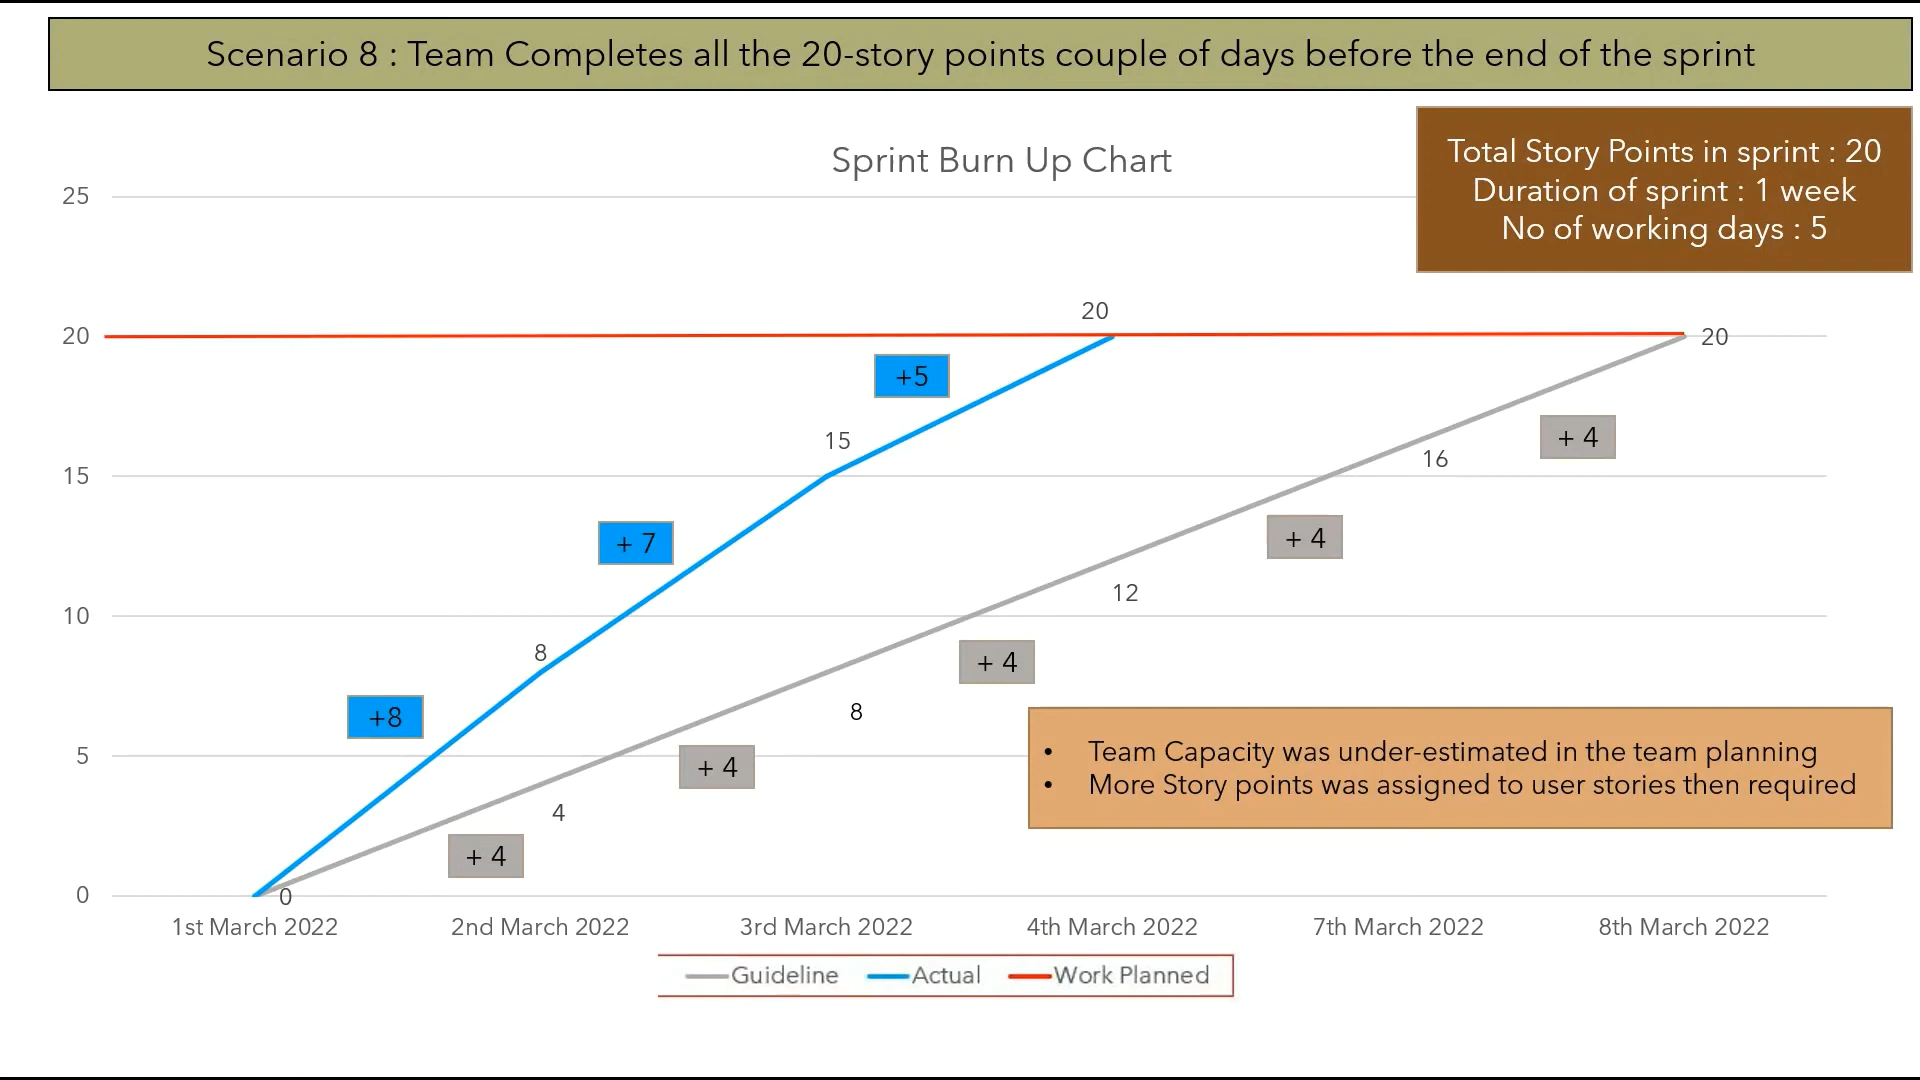 Scenario 8 : Team Completes all the 20-story points couple of days before the end of the sprint
Total Story Points in sprint : 20
Duration of sprint : 1 week
No of working days : 5
Sprint Burn Up Chart
25
20
20
20
+5
15
+ 4
16
15
+ 7
+ 4
12
10
8
+ 4
8
+8
• Team Capacity was under-estimated in the team planning
• More Story points was assigned to user stories then required
5
+ 4
4
+ 4
0
0
1st March 2022 2nd March 2022 3rd March 2022 4th March 2022 7th March 2022 8th March 2022
Guideline Actual Work Planned